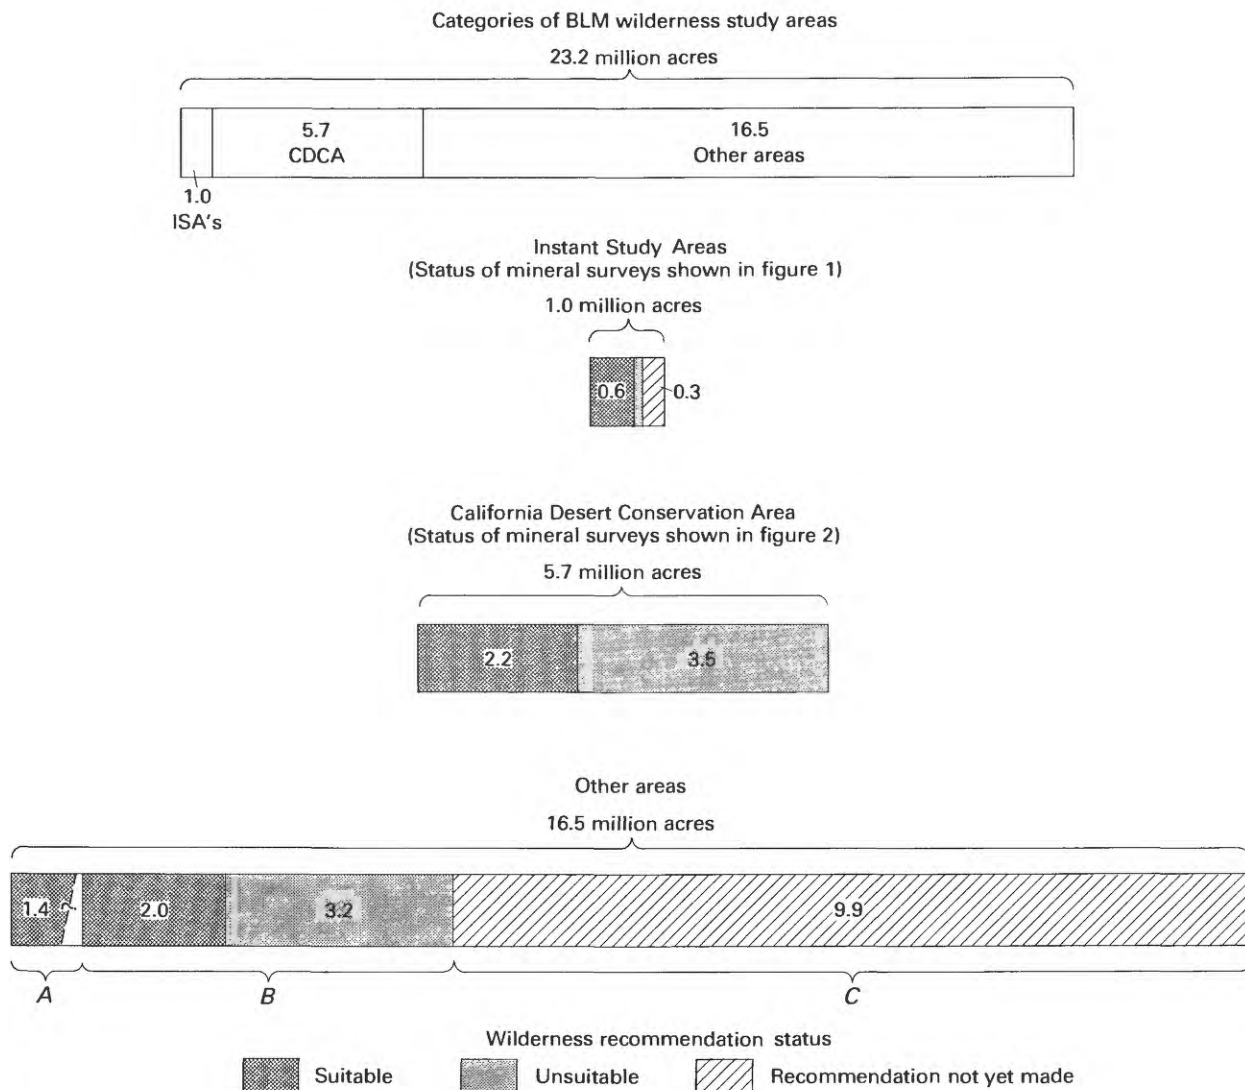 Categories of BLM wilderness study areas
23.2 million acres
5.7
CDCA
16.5
Other areas
1.0
ISA's
Instant Study Areas
(Status of mineral surveys shown in figure 1)
1.0 million acres
0.6
0.3
California Desert Conservation Area
(Status of mineral surveys shown in figure 2)
5.7 million acres
2.2
3.5
Other areas
16.5 million acres
1.4 ?
2.0
3.2
9.9
A
B
C
Wilderness recommendation status
Suitable
Unsuitable
Recommendation not yet made